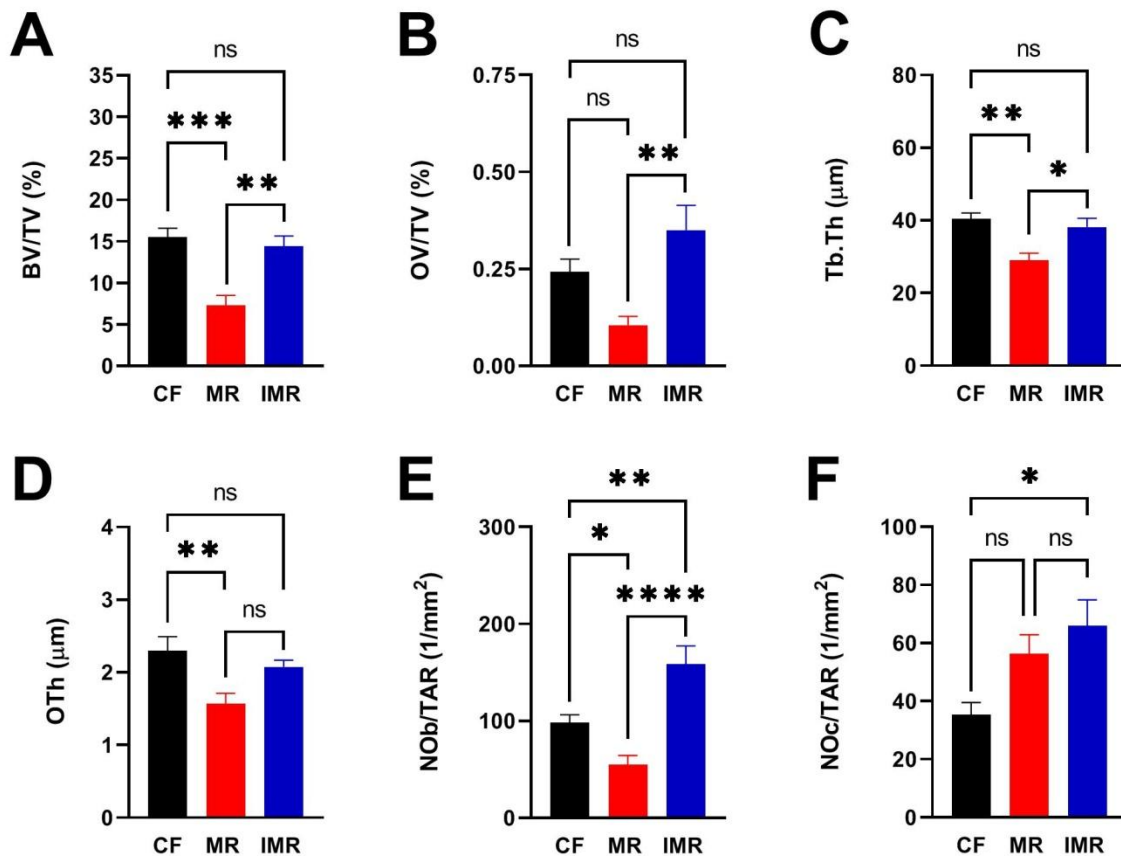 A
ns
***
**
BV/TV (%)
35
30
25
20
15
10
5
0
CF MR IMR
B
ns
ns
**
OV/TV (%)
0.75
0.50
0.25
0.00
CF MR IMR
C
ns
**
*
Tb.Th (μm)
80
60
40
20
0
CF MR IMR
D
ns
**
ns
OTh (μm)
4
3
2
1
0
CF MR IMR
E
**
*
****
NOb/TAR (1/mm²)
300
200
100
0
CF MR IMR
F
*
ns ns
NOc/TAR (1/mm²)
100
80
60
40
20
0
CF MR IMR